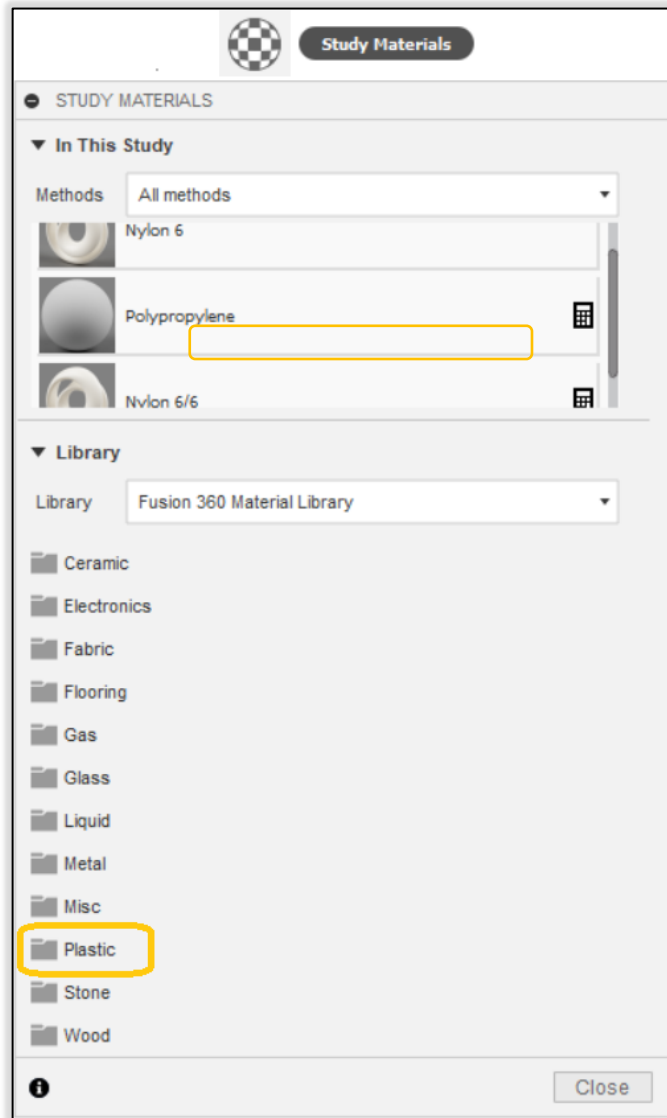 Study Materials
STUDY MATERIALS
In This Study
Methods All methods
Nylon 6
Polypropylene
Nylon 6/6
Library
Library Fusion 360 Material Library
Ceramic
Electronics
Fabric
Flooring
Gas
Glass
Liquid
Metal
Misc
Plastic
Stone
Wood
Close